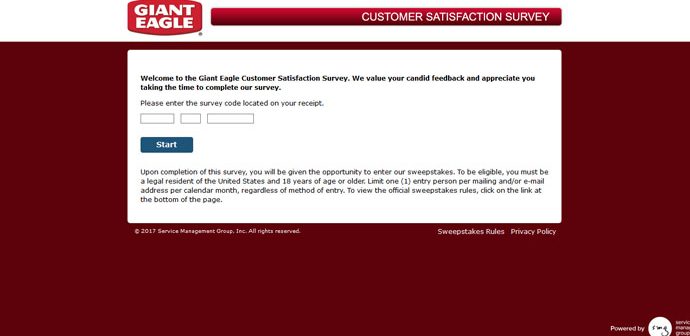 GIANT
EAGLE
CUSTOMER SATISFACTION SURVEY
Welcome to the Giant Eagle Customer Satisfaction Survey. We value your candid feedback and appreciate you
taking the time to complete our survey.
Please enter the survey code located on your receipt.
Start
Upon completion of this survey, you will be given the opportunity to enter our sweepstakes. To be eligible, you must be
a legal resident of the United States and 18 years of age or older. Limit one (1) entry person per mailing and/or e-mail
address per calendar month, regardless of method of entry. To view the official sweepstakes rules, click on the link at
the bottom of the page.
© 2017 Service Management Group, Inc. All rights reserved.
Sweepstakes Rules Privacy Policy
Powered by
smg
servic
mana
group